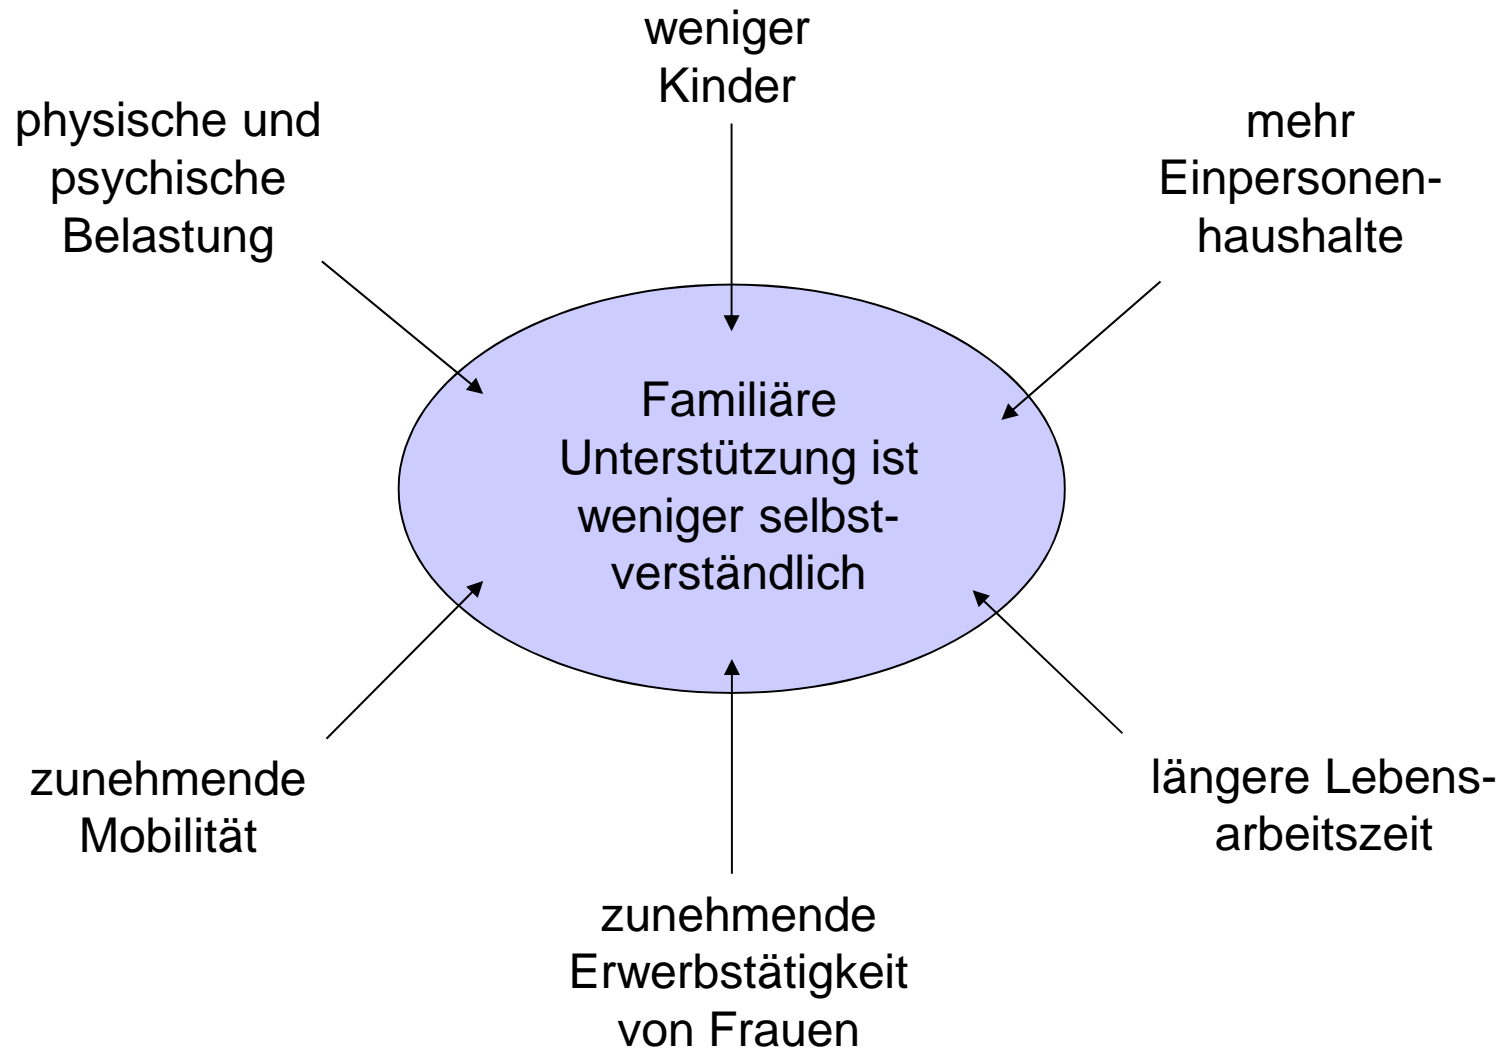 weniger
Kinder
physische und
psychische
Belastung
mehr
Einpersonen-
haushalte
Familiäre
Unterstützung ist
weniger selbst-
verständlich
zunehmende
Mobilität
längere Lebens-
arbeitszeit
zunehmende
Erwerbstätigkeit
von Frauen